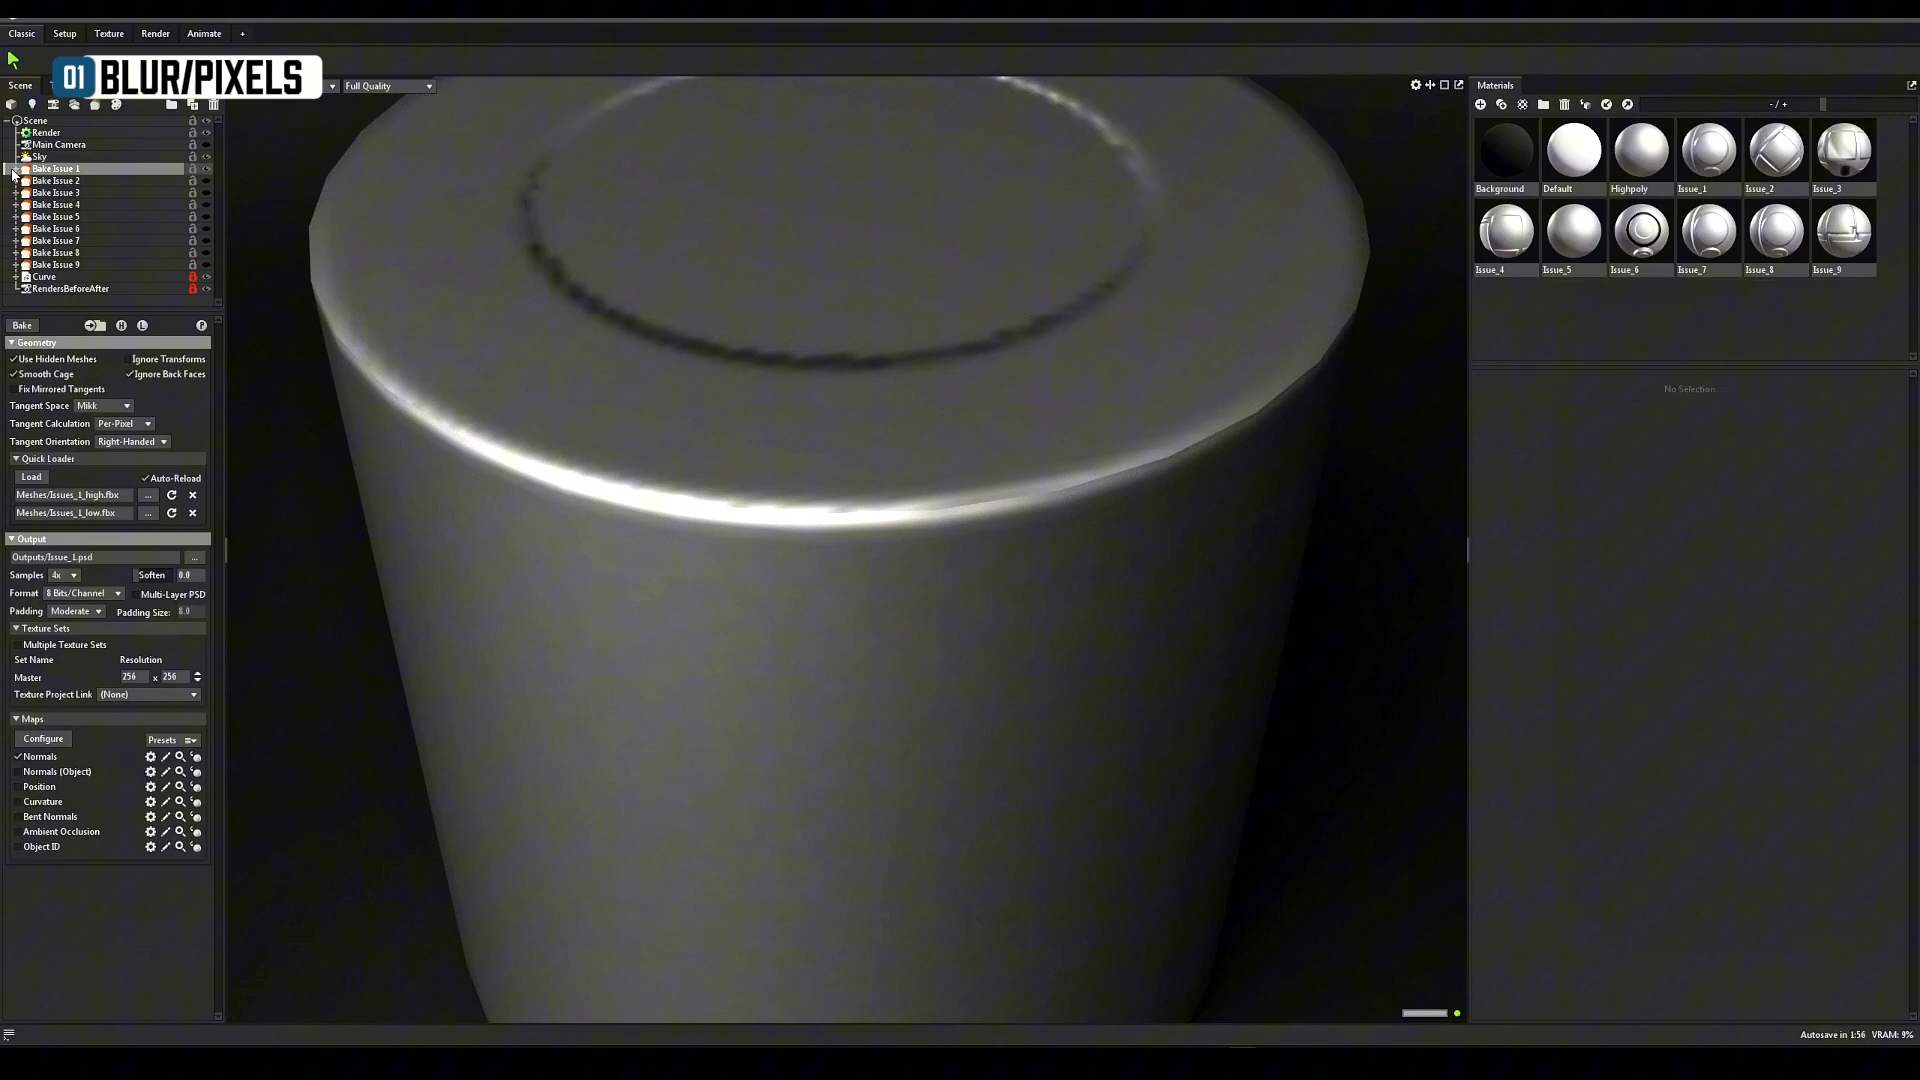 Classic Setup Texture Render Animate +
01 BLUR/PIXELS
Scene
Full Quality
Scene
Render
Main Camera
Sky
Bake Issue 1
Bake Issue 2
Bake Issue 3
Bake Issue 4
Bake Issue 5
Bake Issue 6
Bake Issue 7
Bake Issue 8
Bake Issue 9
Curve
RendersBeforeAfter
Bake H L P
Geometry
Use Hidden Meshes Ignore Transforms
Smooth Cage Ignore Back Faces
Fix Mirrored Tangents
Tangent Space Mikk
Tangent Calculation Per-Pixel
Tangent Orientation Right-Handed
Quick Loader
Load Auto-Reload
Meshes/Issues_1_high.fbx ...
Meshes/Issues_1_low.fbx ...
Output
Outputs/Issue_1.psd ...
Samples 4x Soften 0.0
Format 8 Bits/Channel Multi-Layer PSD
Padding Moderate Padding Size: 8.0
Texture Sets
Multiple Texture Sets
Set Name Resolution
Master 256 x 256
Texture Project Link (None)
Maps
Configure Presets
Normals
Normals (Object)
Position
Curvature
Bent Normals
Ambient Occlusion
Object ID
Materials
- / +
Background Default Highpoly Issue_1 Issue_2 Issue_3
Issue_4 Issue_5 Issue_6 Issue_7 Issue_8 Issue_9
No Selection
Autosave in 1:56 VRAM: 9%